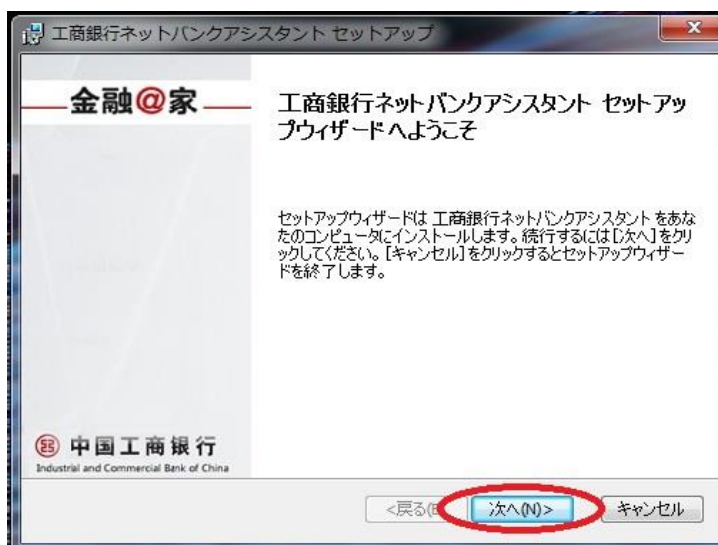 工商銀行ネットバンクアシスタント セットアップ
金融@家
工商銀行ネットバンクアシスタント セットアッ
プウィザードへようこそ
セットアップウィザードは 工商銀行ネットバンクアシスタント をあな
たのコンピュータにインストールします。続行するには[次へ]をクリ
ックしてください。[キャンセル]をクリックするとセットアップウィザー
ドを終了します。
中国工商银行
Industrial and Commercial Bank of China
<戻る(B
次へ(N)>
キャンセル